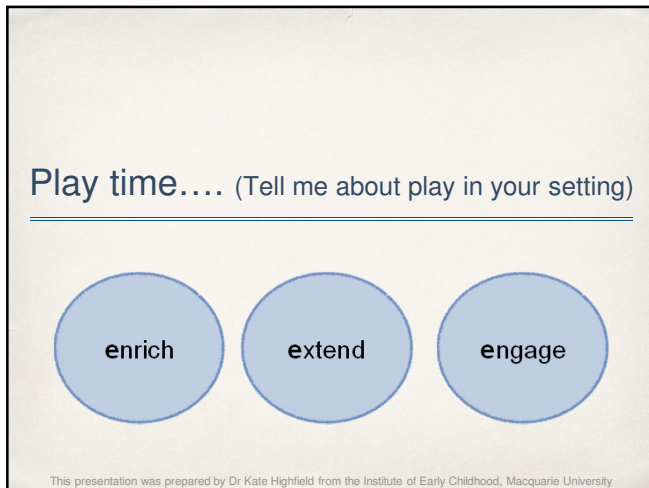 Play time.... (Tell me about play in your setting)
enrich
extend
engage
This presentation was prepared by Dr Kate Highfield from the Institute of Early Childhood, Macquarie University